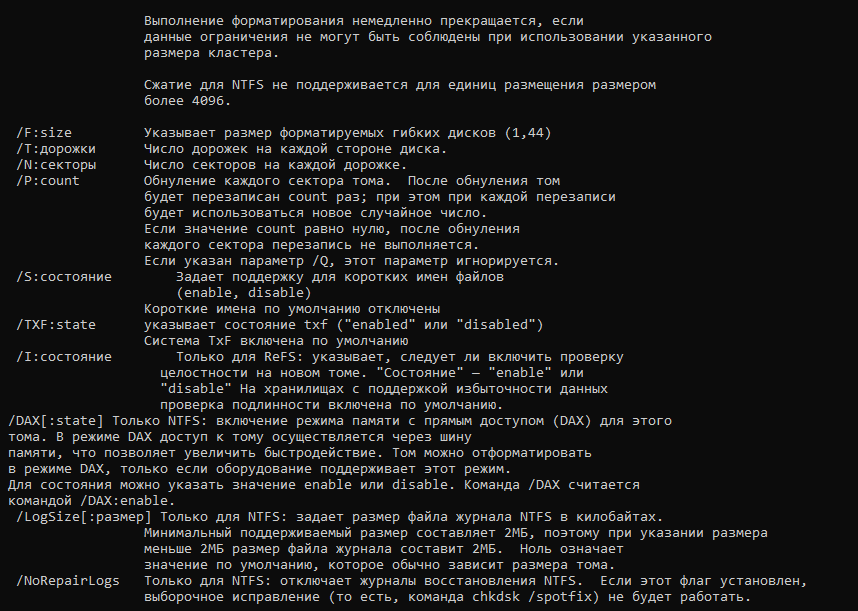 Выполнение форматирования немедленно прекращается, если
данные ограничения не могут быть соблюдены при использовании указанного
размера кластера.
Сжатие для NTFS не поддерживается для единиц размещения размером
более 4096.
/F:size Указывает размер форматируемых гибких дисков (1,44)
/T:дорожки Число дорожек на каждой стороне диска.
/N:секторы Число секторов на каждой дорожке.
/P:count Обнуление каждого сектора тома.  После обнуления том
будет перезаписан count раз; при этом при каждой перезаписи
будет использоваться новое случайное число.
Если значение count равно нулю, после обнуления
каждого сектора перезапись не выполняется.
Если указан параметр /Q, этот параметр игнорируется.
/S:состояние Задает поддержку для коротких имен файлов
(enable, disable)
Короткие имена по умолчанию отключены
/TXF:state указывает состояние txf ("enabled" или "disabled")
Система TxF включена по умолчанию
/I:состояние Только для ReFS: указывает, следует ли включить проверку
целостности на новом томе. "Состояние" — "enable" или
"disable" На хранилищах с поддержкой избыточности данных
проверка подлинности включена по умолчанию.
/DAX[:state] Только NTFS: включение режима памяти с прямым доступом (DAX) для этого
тома. В режиме DAX доступ к тому осуществляется через шину
памяти, что позволяет увеличить быстродействие. Том можно отформатировать
в режиме DAX, только если оборудование поддерживает этот режим.
Для состояния можно указать значение enable или disable. Команда /DAX считается
командой /DAX:enable.
/LogSize[:размер] Только для NTFS: задает размер файла журнала NTFS в килобайтах.
Минимальный поддерживаемый размер составляет 2МБ, поэтому при указании размера
меньше 2МБ размер файла журнала составит 2МБ.  Ноль означает
значение по умолчанию, которое обычно зависит размера тома.
/NoRepairLogs Только для NTFS: отключает журналы восстановления NTFS.  Если этот флаг установлен,
выборочное исправление (то есть, команда chkdsk /spotfix) не будет работать.